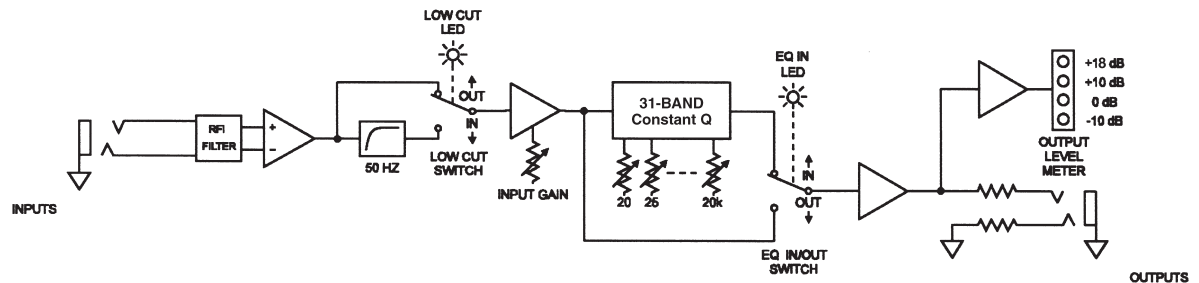 LOW CUT
LED
OUT
IN
LOW CUT
SWITCH
INPUTS
RFI
FILTER
+
−
50 HZ
INPUT GAIN
31-BAND
Constant Q
20
25
20k
EQ IN
LED
IN
OUT
EQ IN/OUT
SWITCH
+18 dB
+10 dB
0 dB
-10 dB
OUTPUT
LEVEL
METER
OUTPUTS